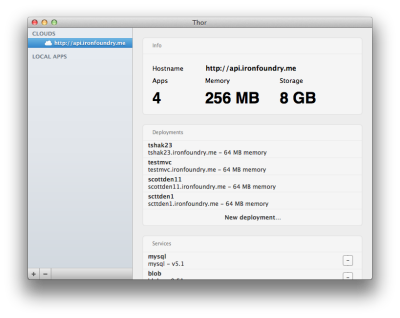 Thor
CLOUDS
http://api.ironfoundry.me
LOCAL APPS
Info
Hostname http://api.ironfoundry.me
Apps Memory Storage
4 256 MB 8 GB
Deployments
tshak23
tshak23.ironfoundry.me – 64 MB memory
testmvc
testmvc.ironfoundry.me – 64 MB memory
scottden11
scottden11.ironfoundry.me – 64 MB memory
scttden1
scttden1.ironfoundry.me – 64 MB memory
New deployment...
Services
mysql
mysql – v5.1
blob